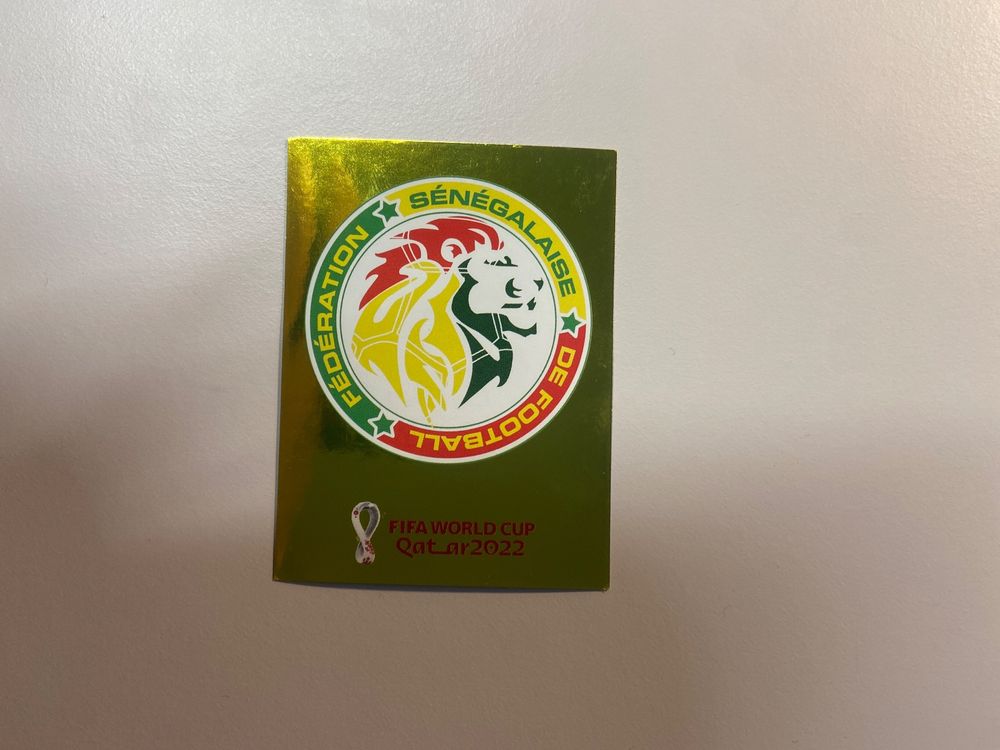 FÉDÉRATION
SÉNÉGALAISE
DE FOOTBALL
FIFA WORLD CUP
Qatar2022